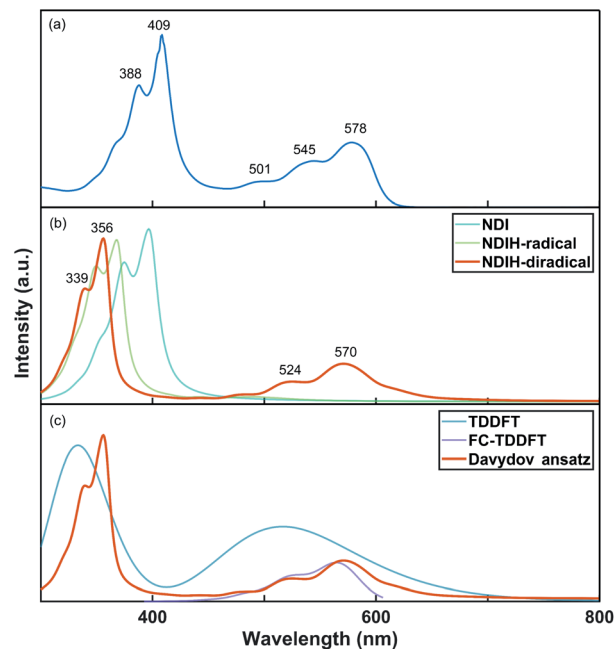 (a)
409
388
578
545
501
(b)
356
339
524
570
NDI
NDIH-radical
NDIH-diradical
(c)
TDDFT
FC-TDDFT
Davydov ansatz
Intensity (a.u.)
400
600
800
Wavelength (nm)